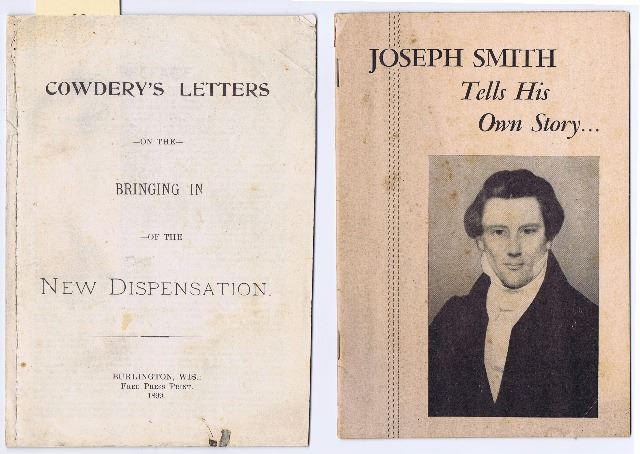 COWDERY'S LETTERS
—ON THE—
BRINGING IN
—OF THE
NEW DISPENSATION.
BURLINGTON, WIS.:
FREE PRESS PRINT.
1899.
JOSEPH SMITH
Tells His
Own Story...